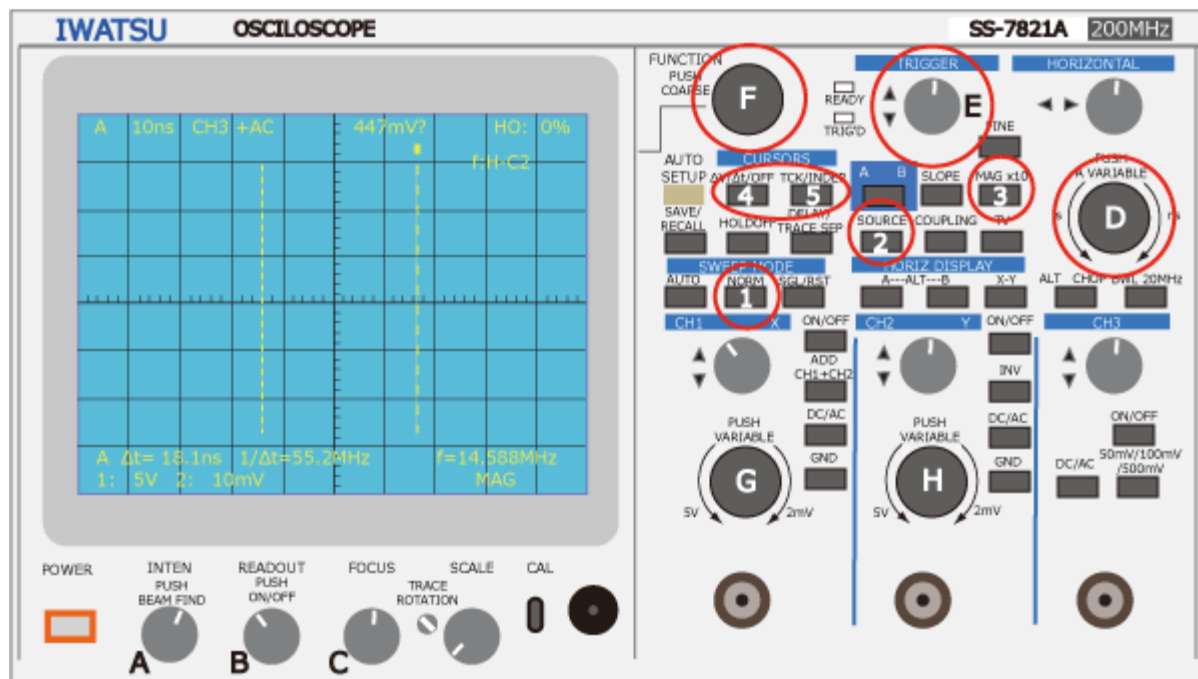 IWATSU OSCILOSCOPE SS-7821A 200MHz
A 10ns CH3 +AC 447mV? HO: 0%
f:H-C2
A Δt= 18.1ns 1/Δt=55.2MHz f=14.588MHz
1: 5V 2: 10mV MAG
POWER
INTEN
PUSH
BEAM FIND
A
READOUT
PUSH
ON/OFF
B
FOCUS
C
TRACE
ROTATION
SCALE
CAL
FUNCTION
PUSH
COARSE
F
TRIGGER
READY
TRIG'D
E
HORIZONTAL
FINE
AUTO
SETUP
CURSORS
ΔV/Δt/OFF TCK/INDEP
4 5
A B
SLOPE
MAG x10
3
PUSH
A VARIABLE
s D ns
SAVE/
RECALL
HOLDOFF
DELAY/
TRACE SEP
SOURCE
2
COUPLING
TV
SWEEP MODE
AUTO NORM SGL/RST
1
HORIZ DISPLAY
A---ALT---B X-Y
ALT CHOP BWL 20MHz
CH1 X
ON/OFF
ADD
CH1+CH2
DC/AC
GND
PUSH
VARIABLE
G
5V 2mV
CH2 Y
ON/OFF
INV
DC/AC
GND
PUSH
VARIABLE
H
5V 2mV
CH3
ON/OFF
DC/AC
50mV/100mV
/500mV